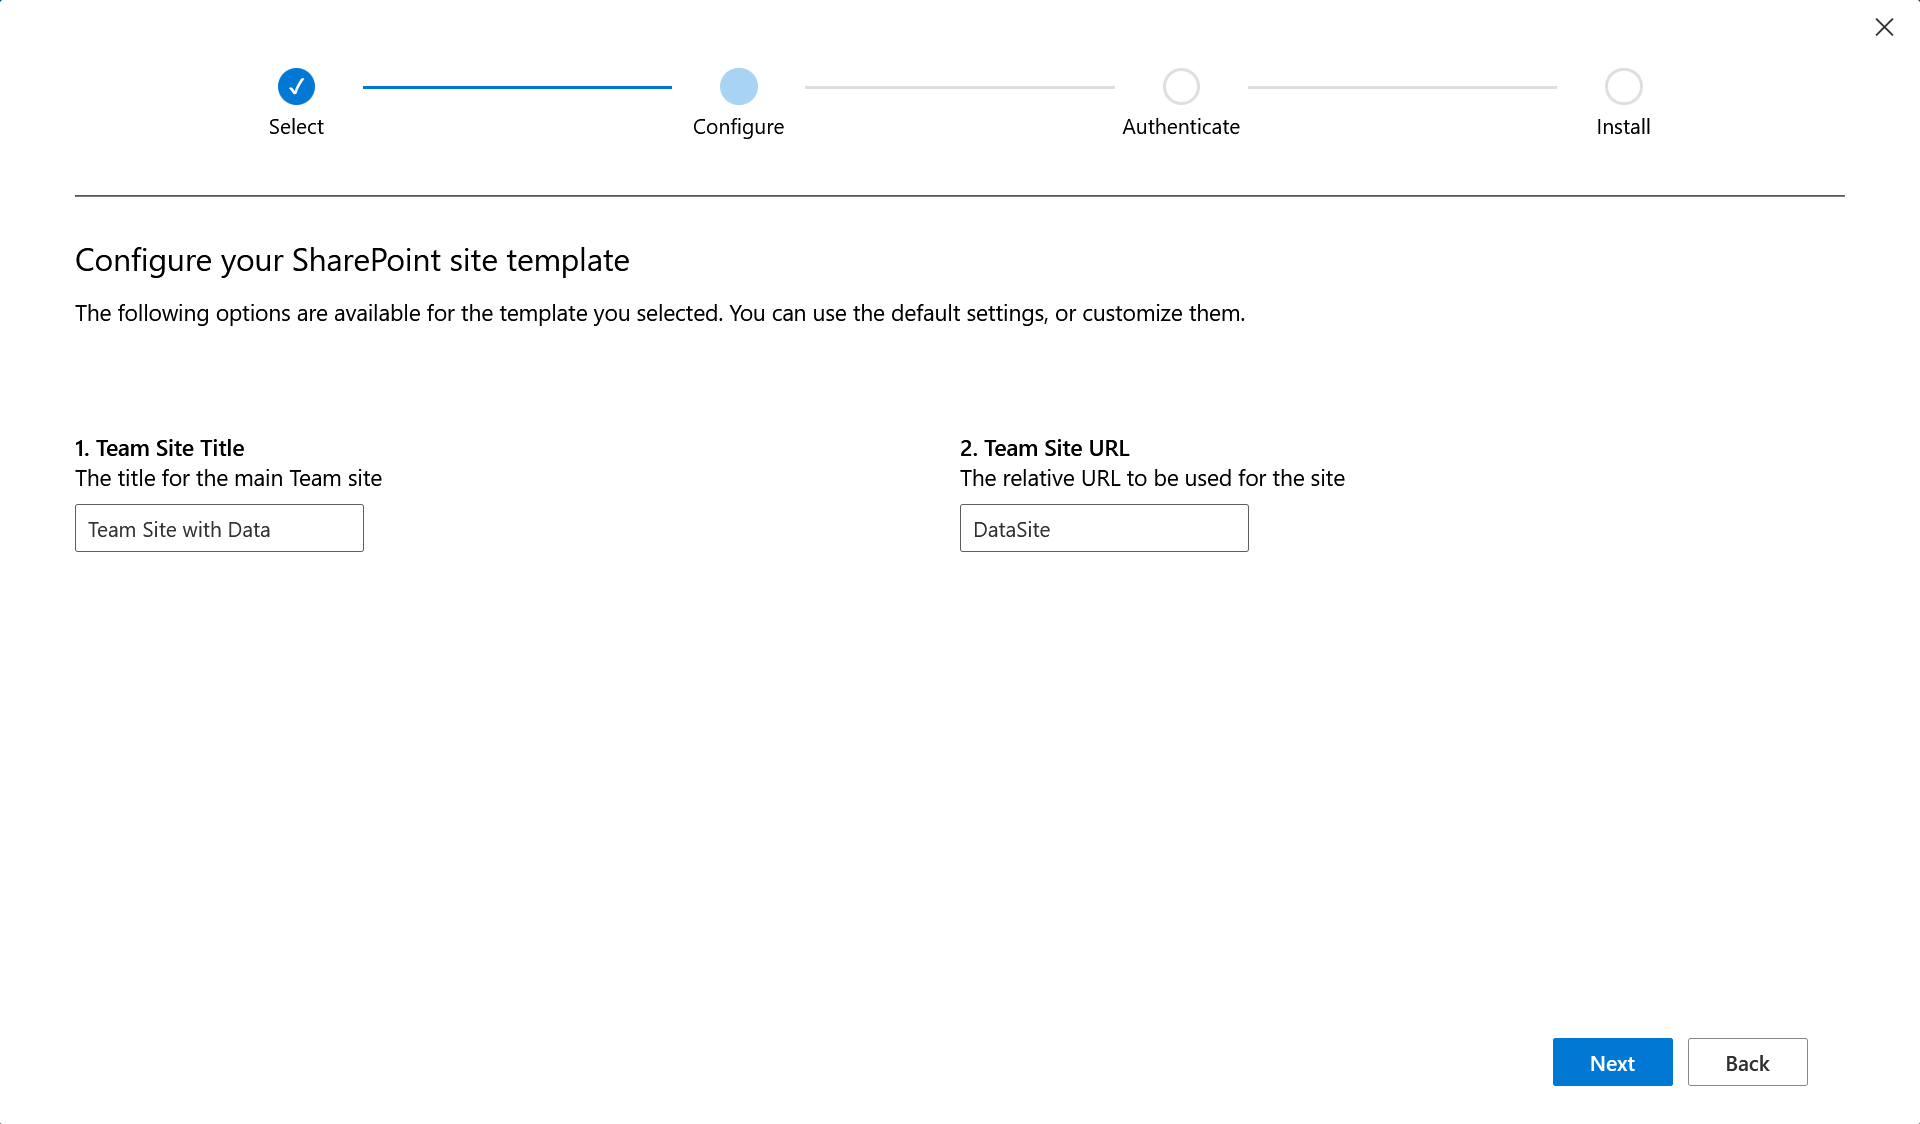 Select
Configure
Authenticate
Install
Configure your SharePoint site template
The following options are available for the template you selected. You can use the default settings, or customize them.
1. Team Site Title
The title for the main Team site
Team Site with Data
2. Team Site URL
The relative URL to be used for the site
DataSite
Next
Back